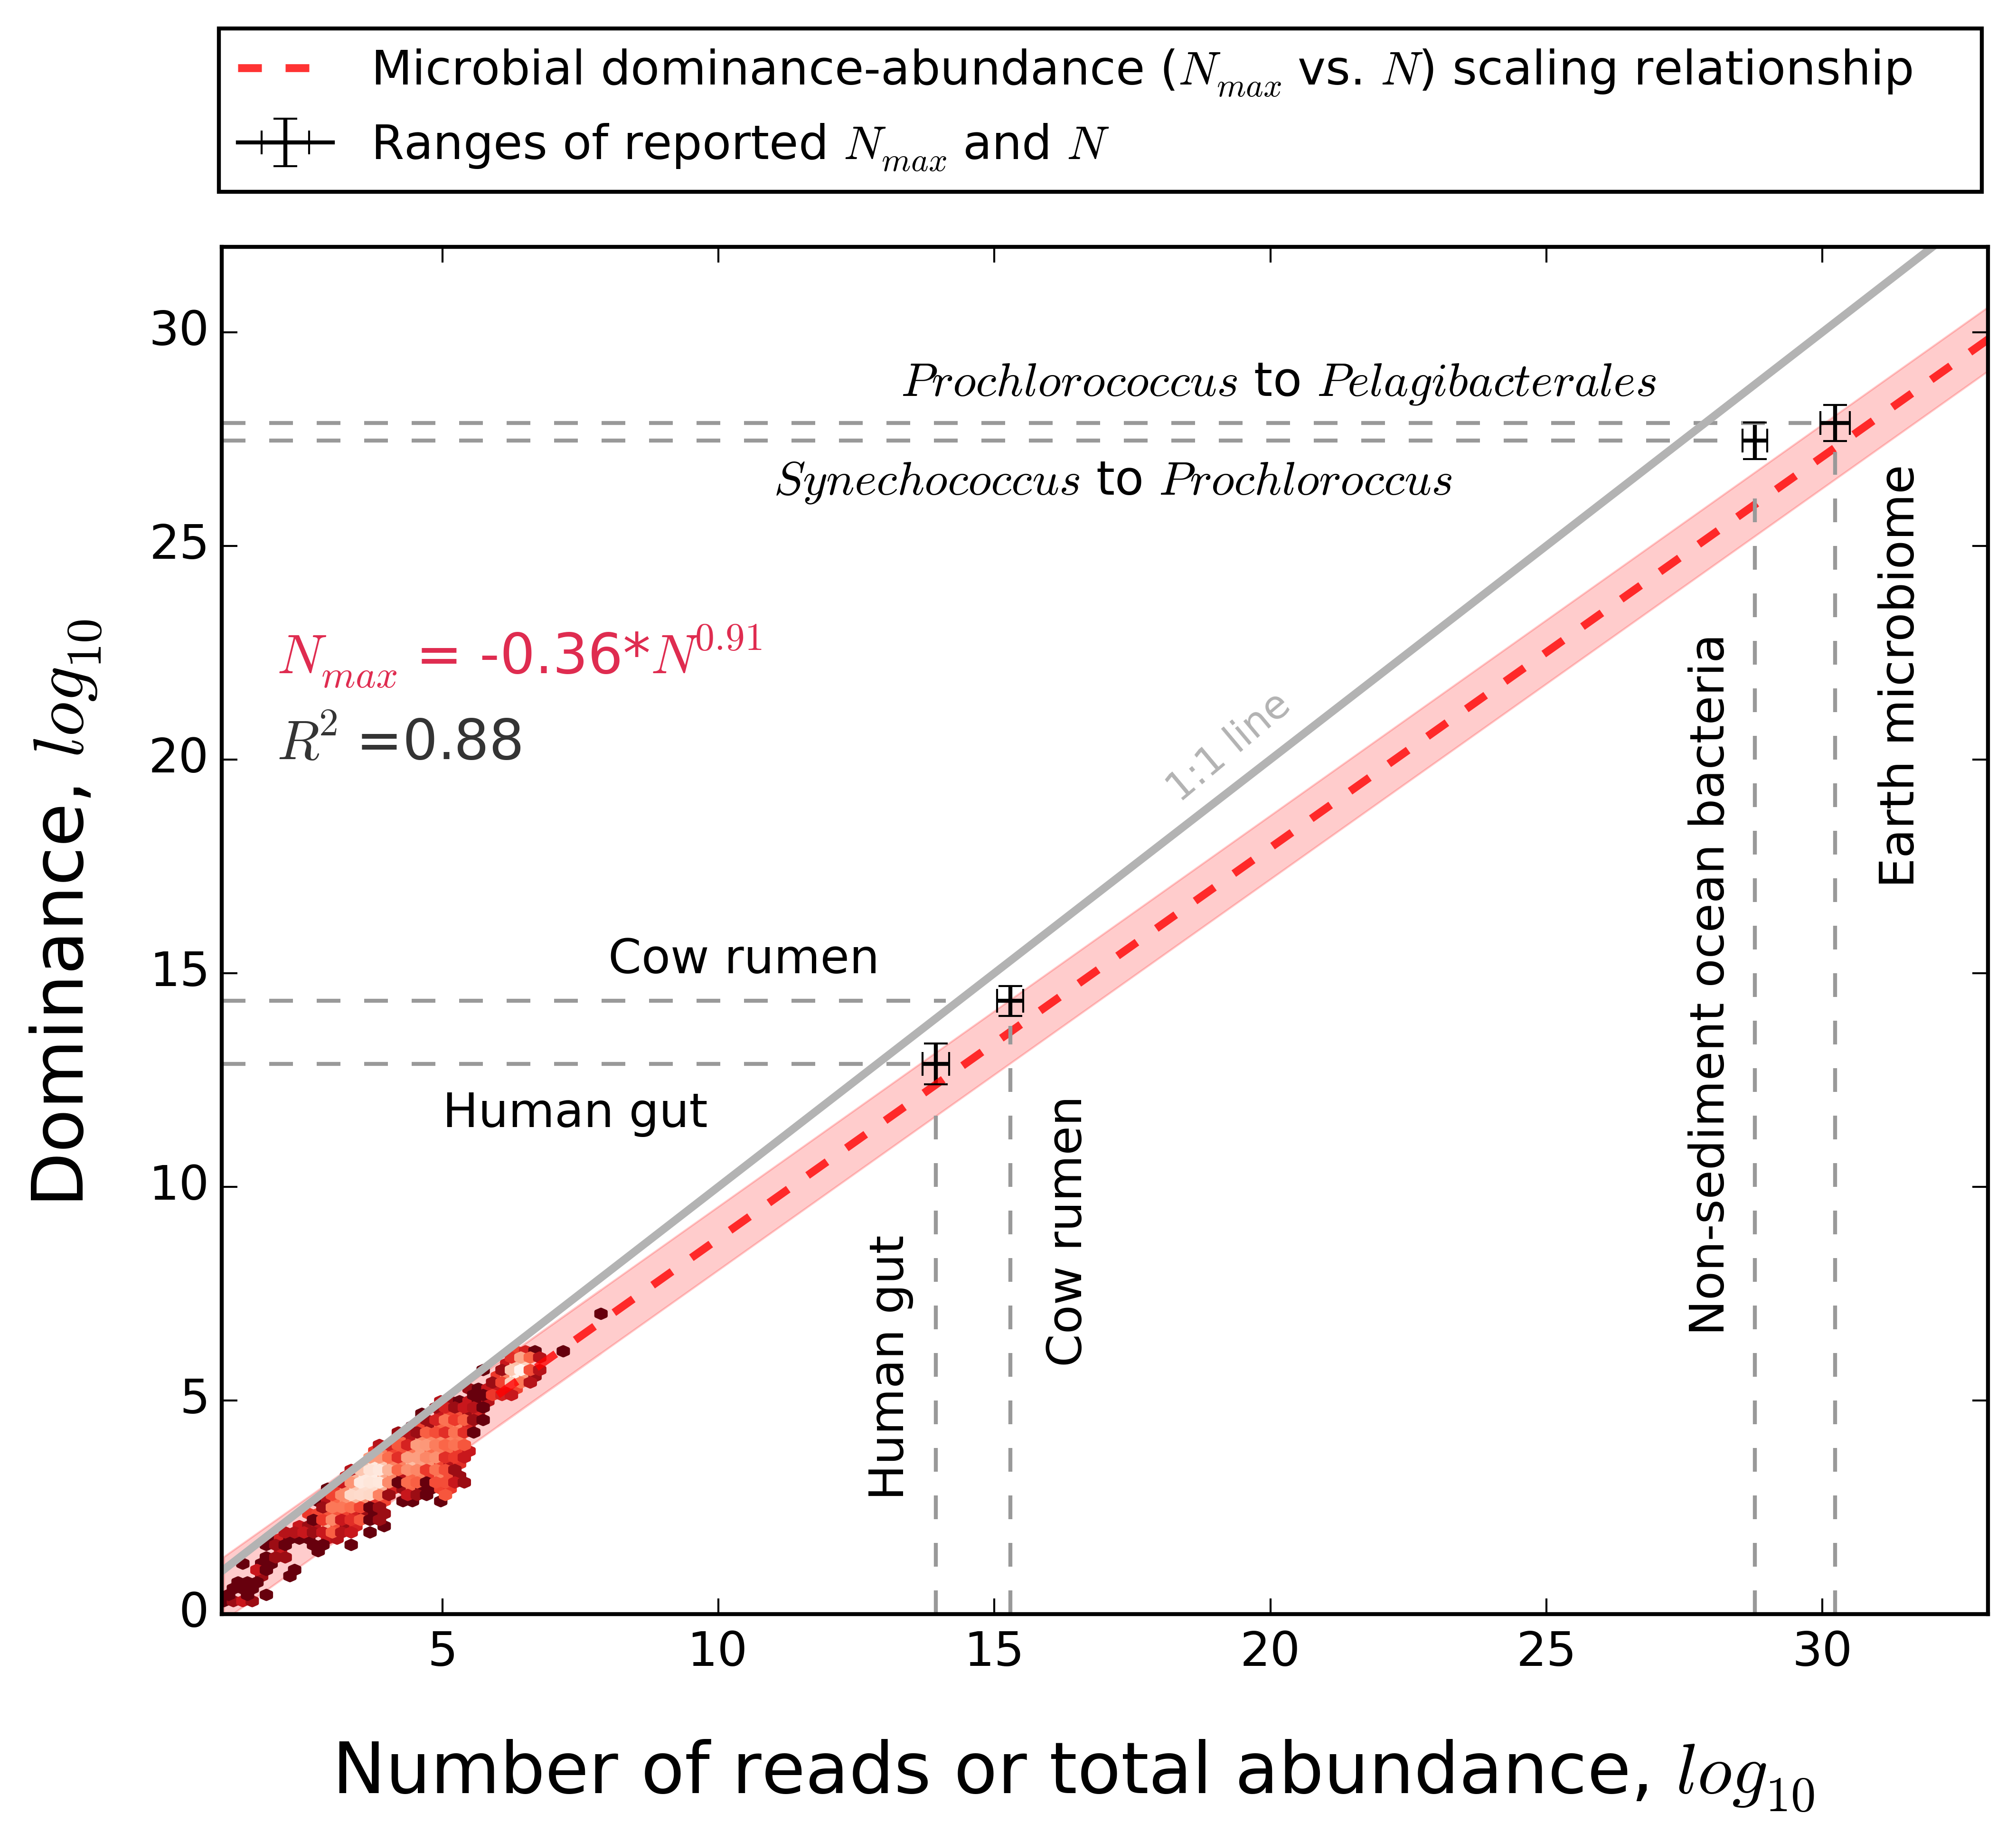 Microbial dominance-abundance (Nmax vs. N) scaling relationship
Ranges of reported Nmax and N
30
25
20
15
10
5
0
Dominance, log10
Prochlorococcus to Pelagibacterales
Synechococcus to Prochloroccus
Nmax = -0.36*N^0.91
R^2 =0.88
1:1 line
Cow rumen
Human gut
Human gut
Cow rumen
Non-sediment ocean bacteria
Earth microbiome
5
10
15
20
25
30
Number of reads or total abundance, log10